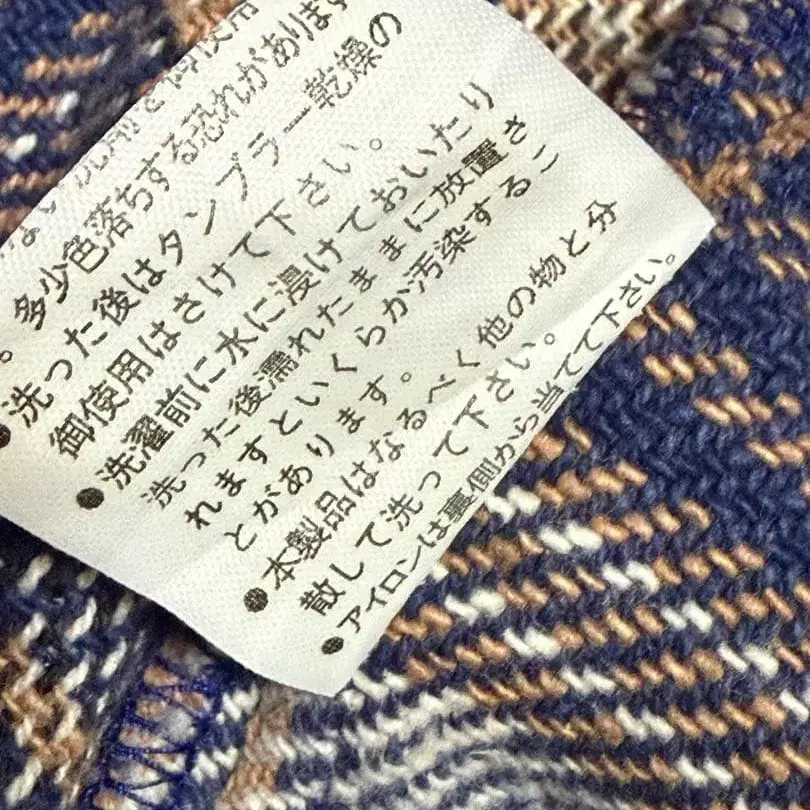 を御使用
多少色落ちする恐れがあります
●洗った後はタンブラー乾燥の
御使用はさけて下さい。
●洗濯前に水に浸けておいたり
洗った後濡れたままに放置さ
れますといくらか汚染するこ
とがあります。
●本製品はなるべく他の物と分
散して洗って下さい。
●アイロンは裏側から当てて下さい。